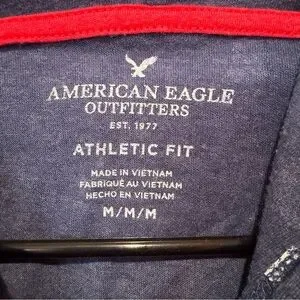 AMERICAN EAGLE
OUTFITTERS
EST. 1977
ATHLETIC FIT
MADE IN VIETNAM
FABRIQUÉ AU VIETNAM
HECHO EN VIETNAM
M/M/M